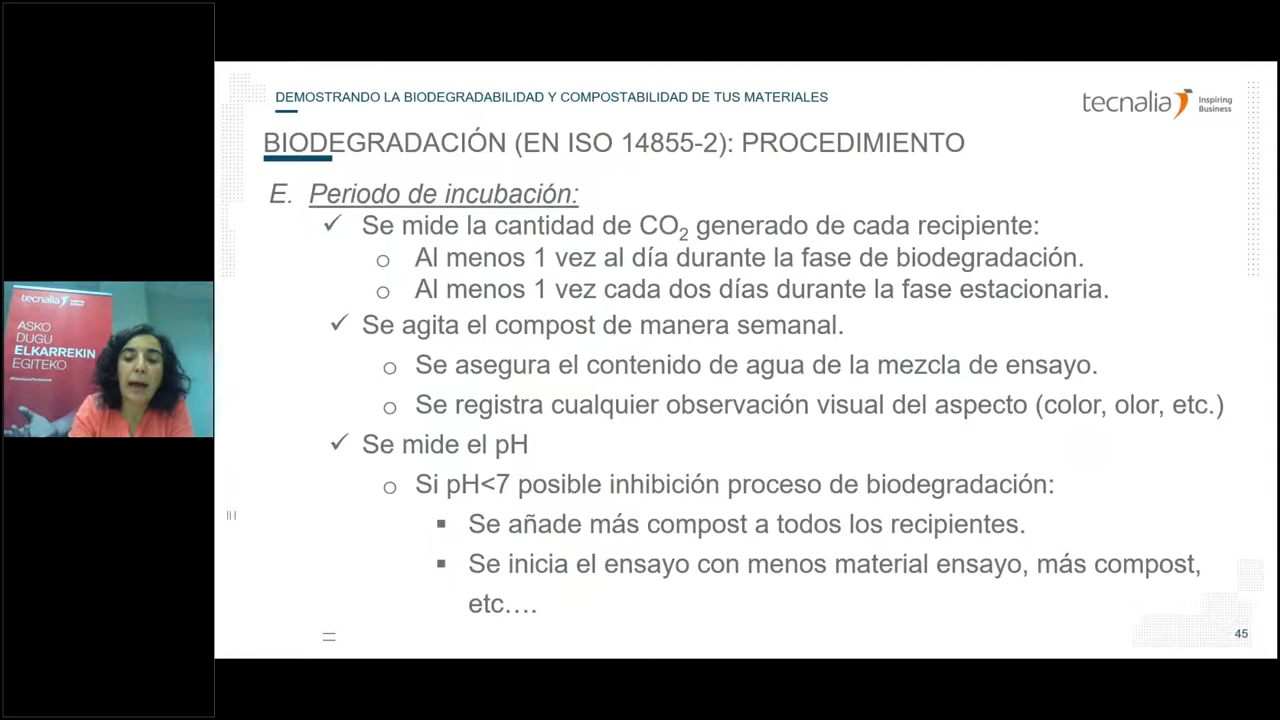 DEMOSTRANDO LA BIODEGRADABILIDAD Y COMPOSTABILIDAD DE TUS MATERIALES
tecnalia Inspiring
Business
BIODEGRADACIÓN (EN ISO 14855-2): PROCEDIMIENTO
E. Periodo de incubación:
✓ Se mide la cantidad de CO₂ generado de cada recipiente:
o Al menos 1 vez al día durante la fase de biodegradación.
o Al menos 1 vez cada dos días durante la fase estacionaria.
✓ Se agita el compost de manera semanal.
o Se asegura el contenido de agua de la mezcla de ensayo.
o Se registra cualquier observación visual del aspecto (color, olor, etc.)
✓ Se mide el pH
o Si pH<7 posible inhibición proceso de biodegradación:
▪ Se añade más compost a todos los recipientes.
▪ Se inicia el ensayo con menos material ensayo, más compost,
etc….
45
tecnalia
ASKO
DUGU
ELKARREKIN
EGITEKO